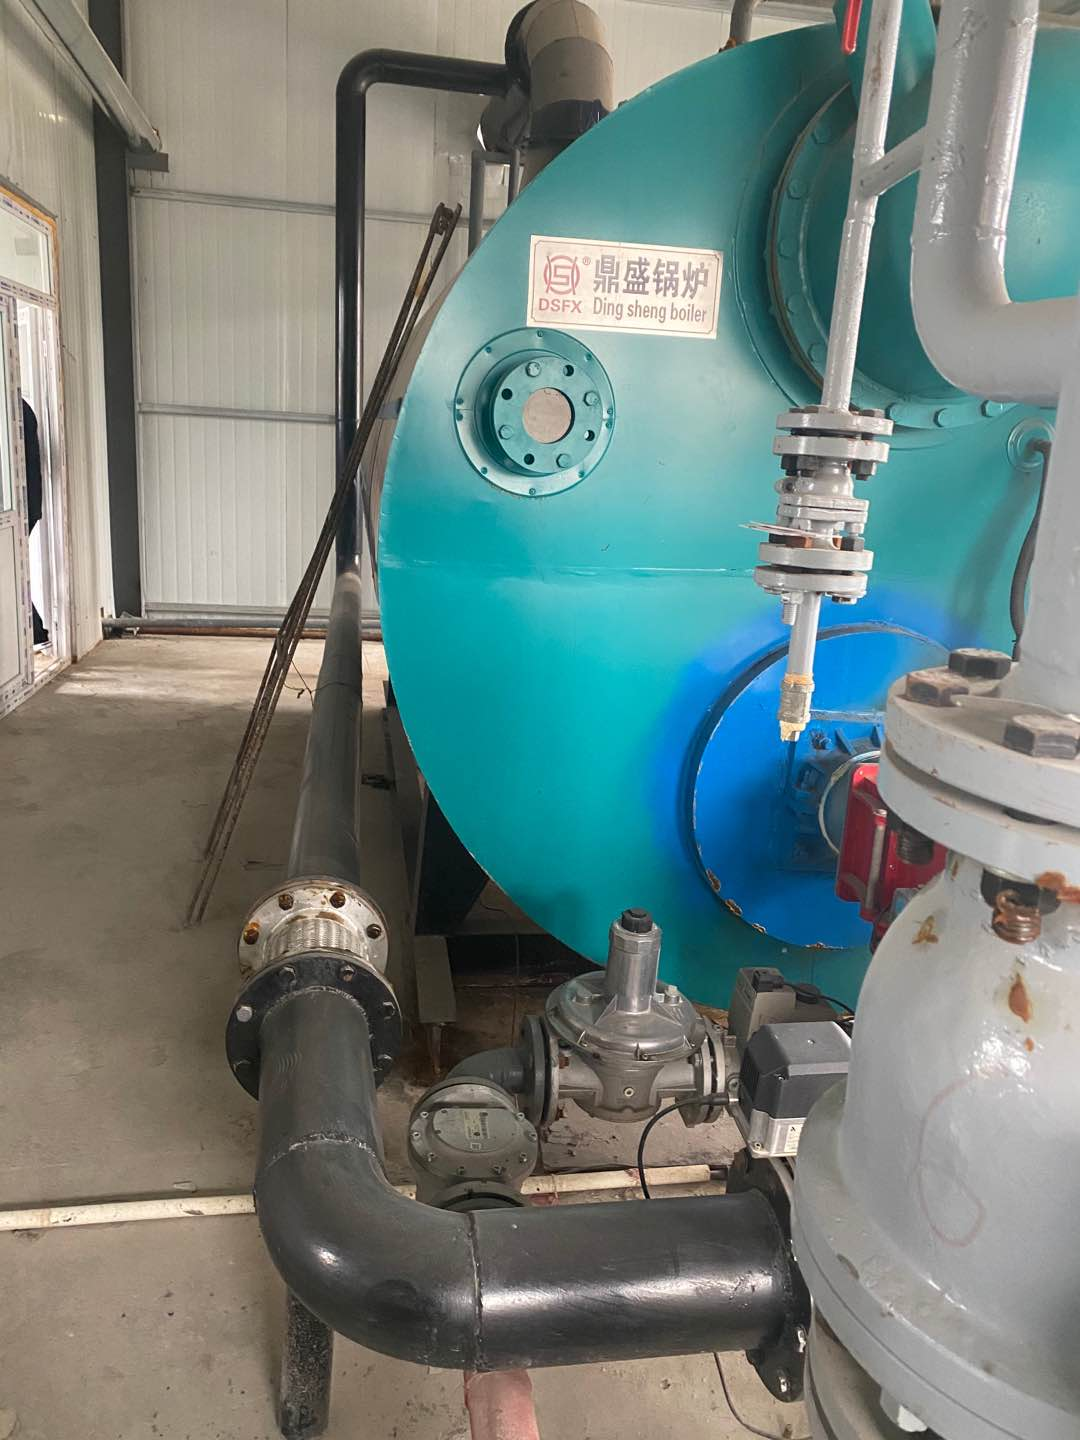 ® 鼎盛锅炉
DSFX Ding sheng boiler